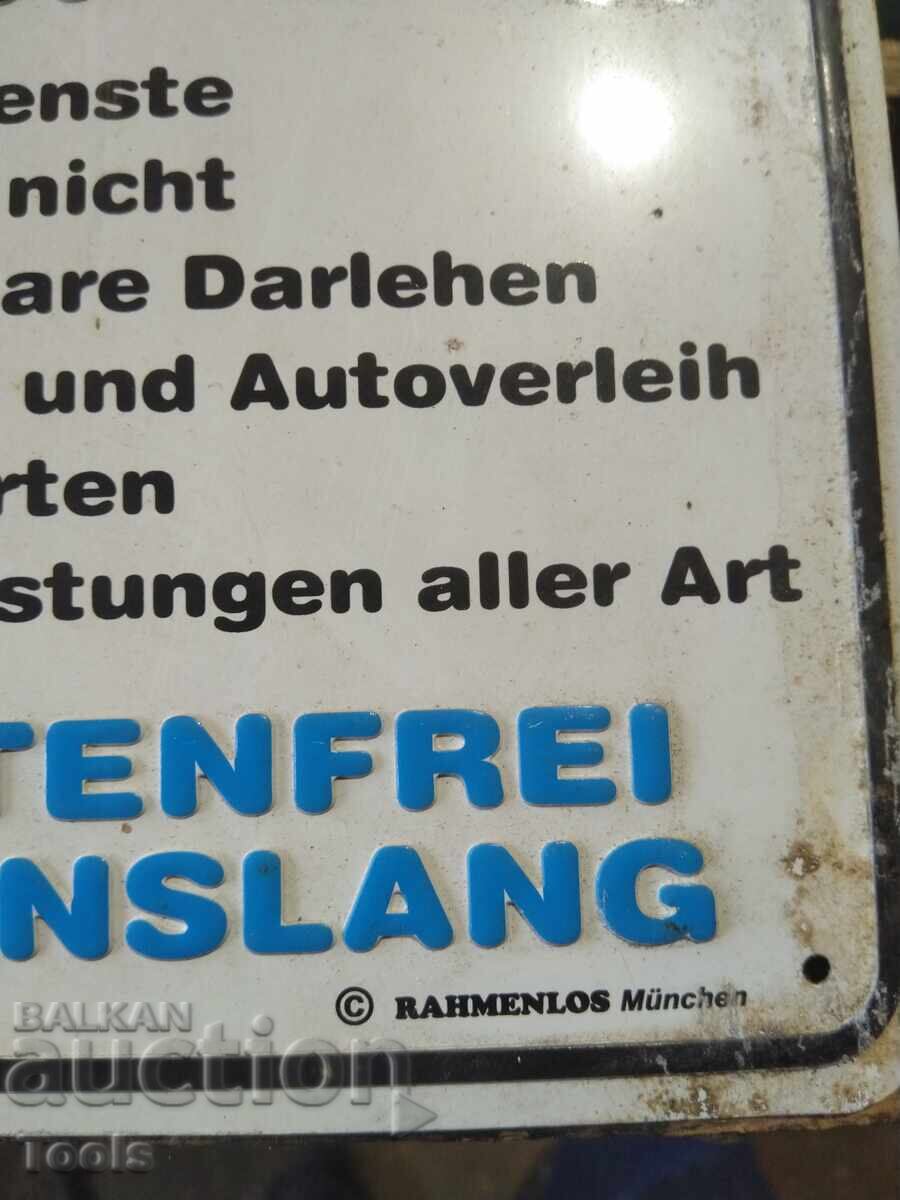 enste
nicht
are Darlehen
und Autoverleih
rten
stungen aller Art
TENFREI
NSLANG
© RAHMENLOS München
BALKAN
auction
Tools